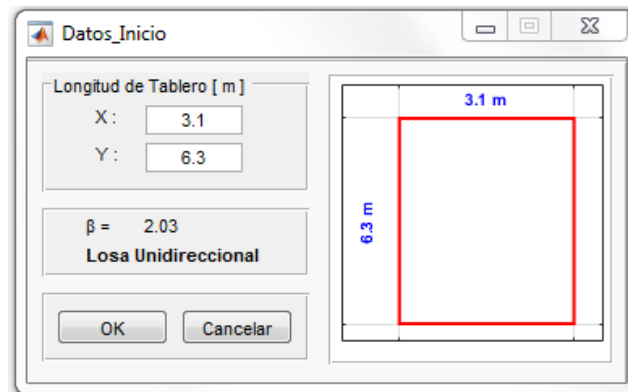 Datos_Inicio
Longitud de Tablero [ m ]
X : 3.1
Y : 6.3
β = 2.03
Losa Unidireccional
OK Cancelar
3.1 m
6.3 m